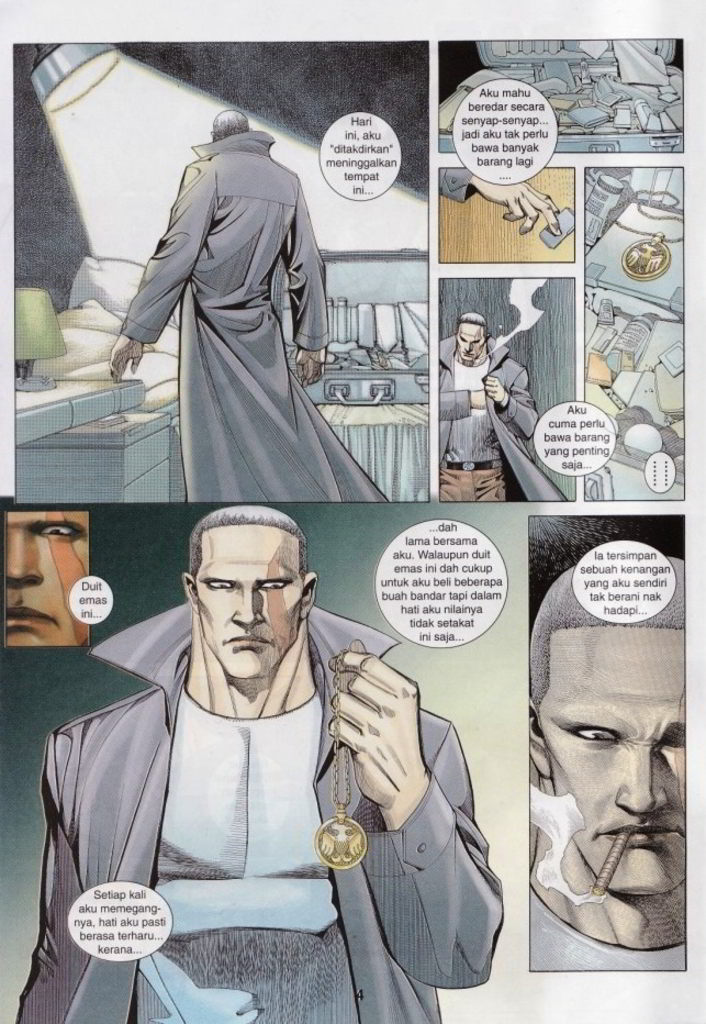 Hari
ini, aku
"ditakdirkan"
meninggalkan
tempat
ini...
Aku mahu
beredar secara
senyap-senyap...
jadi aku tak perlu
bawa banyak
barang lagi
....
Aku
cuma perlu
bawa barang
yang penting
saja...
Duit
emas
ini...
...dah
lama bersama
aku. Walaupun duit
emas ini dah cukup
untuk aku beli beberapa
buah bandar tapi dalam
hati aku nilainya
tidak setakat
ini saja...
Ia tersimpan
sebuah kenangan
yang aku sendiri
tak berani nak
hadapi...
Setiap kali
aku memegang-
nya, hati aku pasti
berasa terharu...
kerana...
4